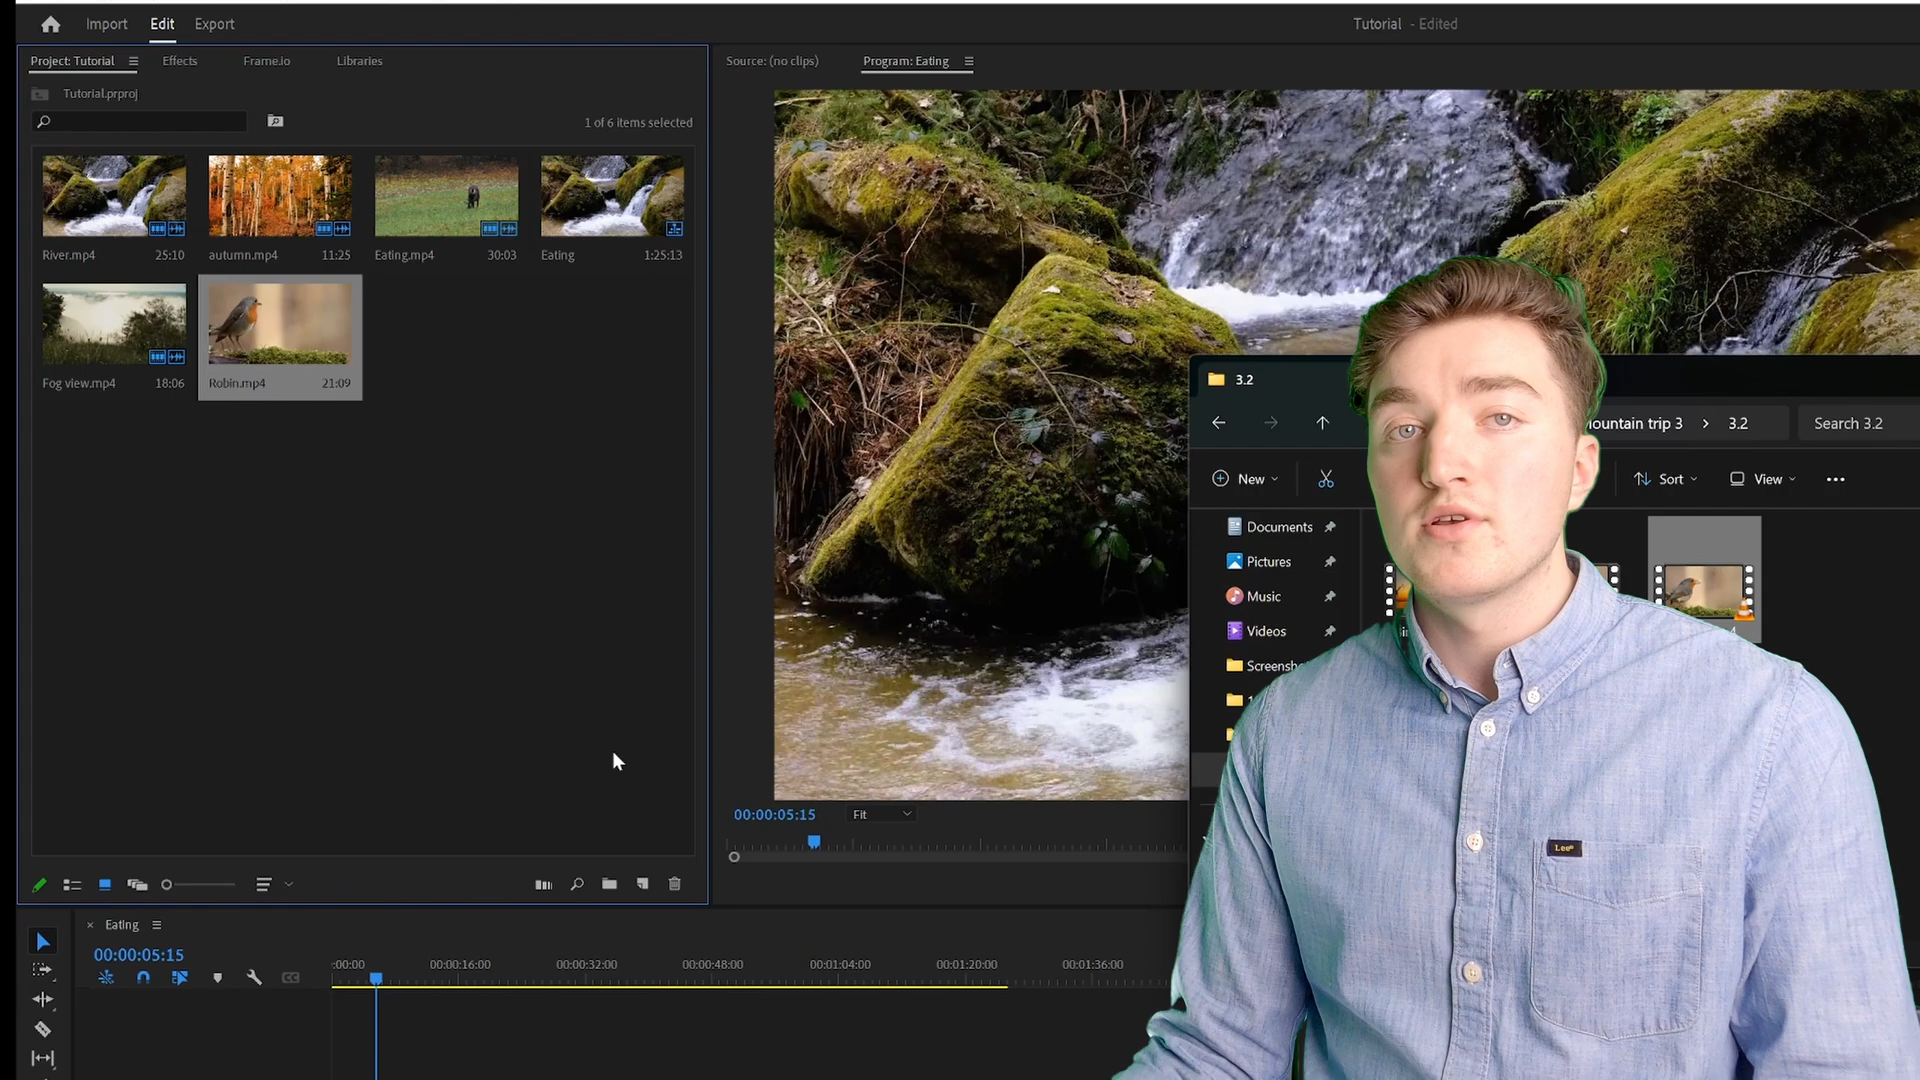 Import Edit Export
Tutorial - Edited
Project: Tutorial Effects Frame.io Libraries
Tutorial.prproj
1 of 6 items selected
River.mp4 25:10
autumn.mp4 11:25
Eating.mp4 30:03
Eating 1:25:13
Fog view.mp4 18:06
Robin.mp4 21:09
Source: (no clips) Program: Eating
00:00:05:15 Fit
3.2
ountain trip 3 > 3.2 Search 3.2
New Sort View
Documents
Pictures
Music
Videos
Screensh
Lee
× Eating
00:00:05:15
:00:00 00:00:16:00 00:00:32:00 00:00:48:00 00:01:04:00 00:01:20:00 00:01:36:00